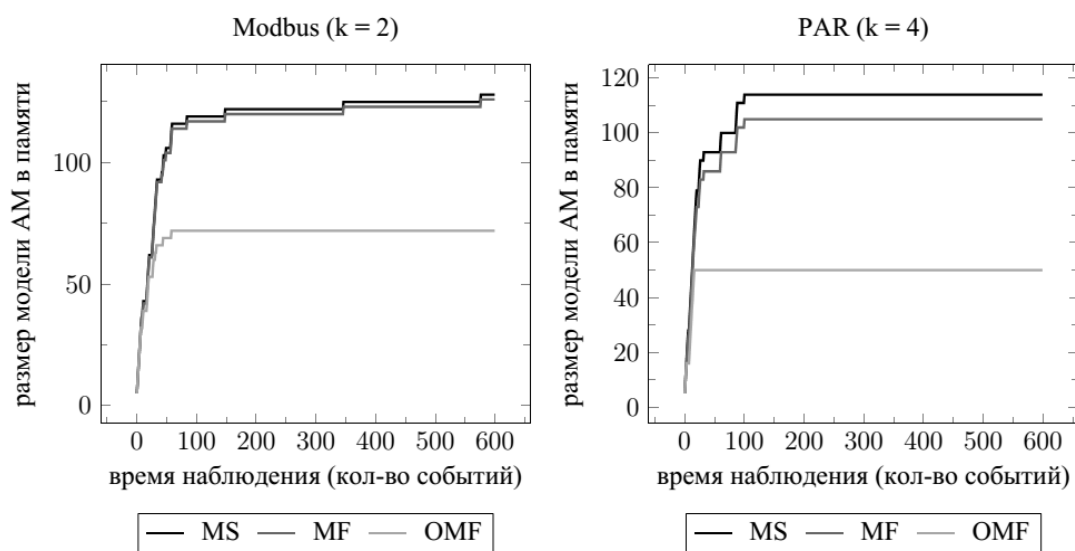 Modbus (k = 2)
размер модели АМ в памяти
100
50
0
0 100 200 300 400 500 600
время наблюдения (кол-во событий)
MS MF OMF
PAR (k = 4)
размер модели АМ в памяти
120
100
80
60
40
20
0
0 100 200 300 400 500 600
время наблюдения (кол-во событий)
MS MF OMF